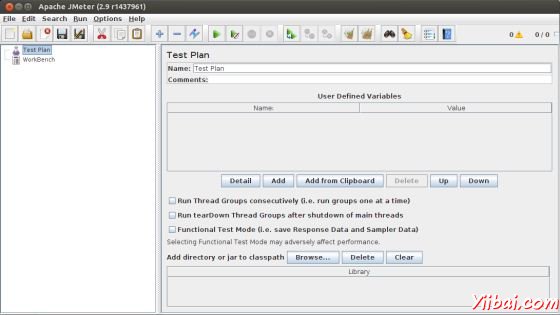 Apache JMeter (2.9 r1437961)
File Edit Search Run Options Help
0 0 / 0
Test Plan
WorkBench
Test Plan
Name: Test Plan
Comments:
User Defined Variables
Name: Value
Detail Add Add from Clipboard Delete Up Down
Run Thread Groups consecutively (i.e. run groups one at a time)
Run tearDown Thread Groups after shutdown of main threads
Functional Test Mode (i.e. save Response Data and Sampler Data)
Selecting Functional Test Mode may adversely affect performance.
Add directory or jar to classpath Browse... Delete Clear
Library
Yiibai.com